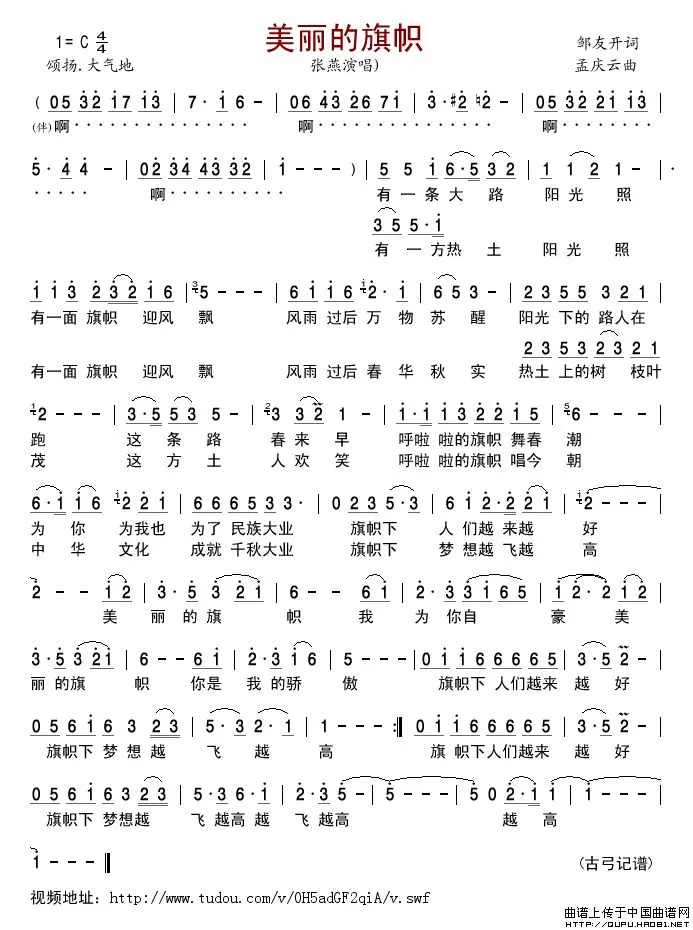 美丽的旗帜
1= C 4/4
邹友开词
颂扬.大气地
张燕演唱)
孟庆云曲
( 05 32 17 13 | 7· 1 6 - | 06 43 26 71 | 3·#2 ♮2 - | 05 32 21 13 |
(伴)啊··············· 啊··············· 啊········
5· 4 4 - | 02 34 43 32 | 1 - - - ) | 5 5 1 6·5 32 | 1 1 2 1 - |·
····· 啊·········· 有 一 条 大 路 阳 光 照
3 5 5·1
有 一 方热 土 阳 光 照
1 1 3 2 3 2 1 6 | 5 - - - | 61 16 2· 1 | 6 5 3 - | 2 3 5 5 3 2 1 |
有一面 旗帜 迎风 飘 风雨 过后 万 物 苏 醒 阳光 下的 路人在
2 3 5 3 2 3 2 1
有一面 旗帜 迎风 飘 风雨 过后 春 华 秋 实 热土 上的树 枝叶
2 - - - | 3·5 5 3 5 | 3 3 2 1 - | 1·1 1 3 2 2 1 5 | 6 - - |
跑 这 条 路 春 来 早 呼啦 啦的旗帜 舞春 潮
茂 这 方 土 人 欢 笑 呼啦 啦的旗帜 唱今 朝
6·1 1 6 2 2 1 | 6 6 6 5 3 3· | 0 2 3 5·3 | 6 1 2·2 2 1 | 2 - - -
为 你 为我也 为了 民族大业 旗帜下 人 们越 来越 好
中 华 文化 成就 千秋大业 旗帜下 梦 想越 飞越 高
2 - - 1 2 | 3·5 3 2 1 | 6 - - 6 1 | 2·3 3 1 6 5 | 2 - - 1 2 |
美 丽 的 旗 帜 我 为 你自 豪 美
3·5 3 2 1 | 6 - - 6 1 | 2·3 1 6 | 5 - - - | 0 1 1 6 6 6 6 5 | 3·5 2 - |
丽 的旗 帜 你是 我 的骄 傲 旗帜下 人们越来 越 好
0 5 6 1 6 3 2 3 | 5·3 2·1 | 1 - - - :‖ 0 1 1 6 6 6 6 5 | 3·5 2 - |
旗帜下 梦 想 越 飞 越 高 旗 帜下人们越来 越 好
0 5 6 1 6 3 2 3 | 5·3 6·1 | 2·3 5 - | 5 - - - | 5 0 2·1 | 1 - - - |
旗帜下 梦想越 飞 越高 越 飞 越高 越 高
1 - - ‖
(古弓记谱)
视频地址: http://www.tudou.com/v/0H5adGF2qiA/v.swf
曲谱上传于中国曲谱网
@HTTP://QUPU.HAO81.NET